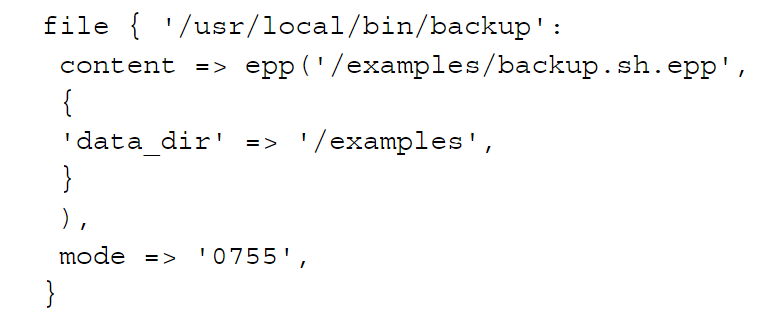 file { '/usr/local/bin/backup':
content => epp('/examples/backup.sh.epp',
{
'data_dir' => '/examples',
}
),
mode => '0755',
}